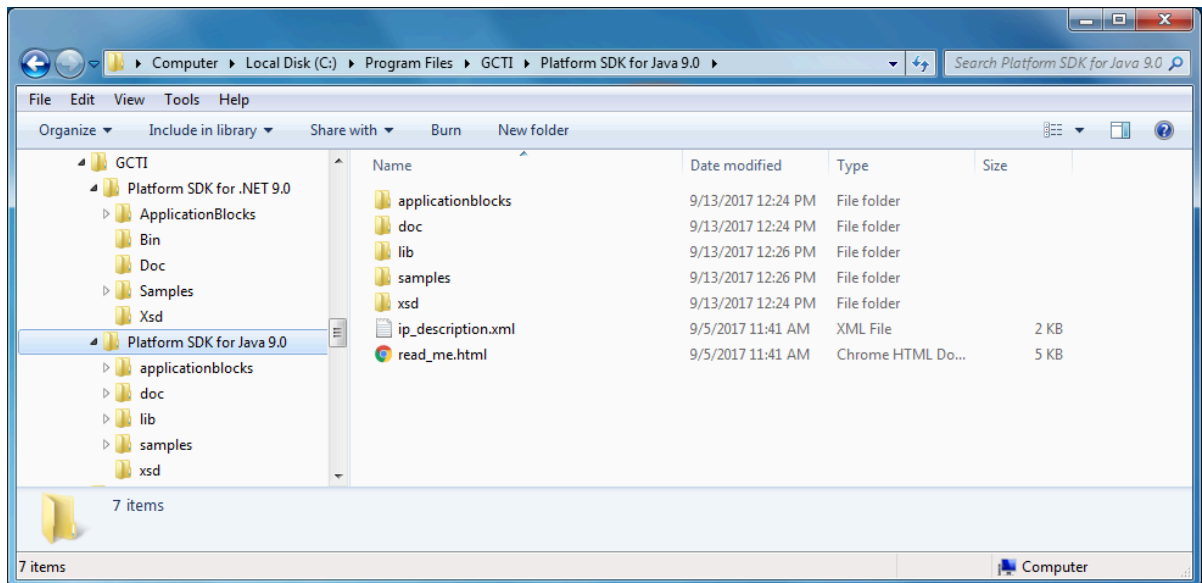 Computer Local Disk (C:) Program Files GCTI Platform SDK for Java 9.0 Search Platform SDK for Java 9.0
File Edit View Tools Help
Organize Include in library Share with Burn New folder
GCTI
Platform SDK for .NET 9.0
ApplicationBlocks
Bin
Doc
Samples
Xsd
Platform SDK for Java 9.0
applicationblocks
doc
lib
samples
xsd
Name Date modified Type Size
applicationblocks 9/13/2017 12:24 PM File folder
doc 9/13/2017 12:24 PM File folder
lib 9/13/2017 12:26 PM File folder
samples 9/13/2017 12:26 PM File folder
xsd 9/13/2017 12:24 PM File folder
ip_description.xml 9/5/2017 11:41 AM XML File 2 KB
read_me.html 9/5/2017 11:41 AM Chrome HTML Do... 5 KB
7 items
7 items Computer